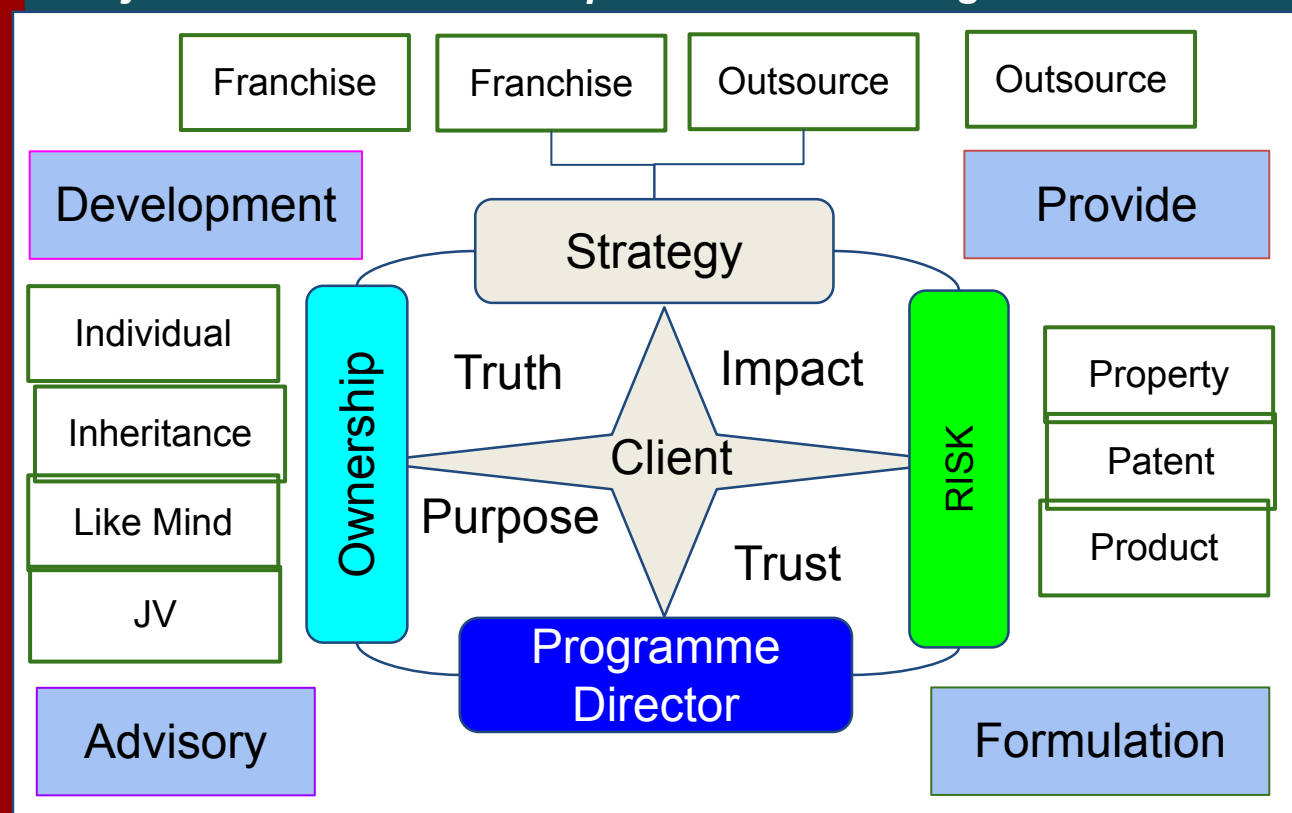 Franchise
Franchise
Outsource
Outsource
Development
Provide
Strategy
Individual
Inheritance
Like Mind
JV
Ownership
Truth
Impact
Client
Purpose
Trust
RISK
Property
Patent
Product
Programme
Director
Advisory
Formulation